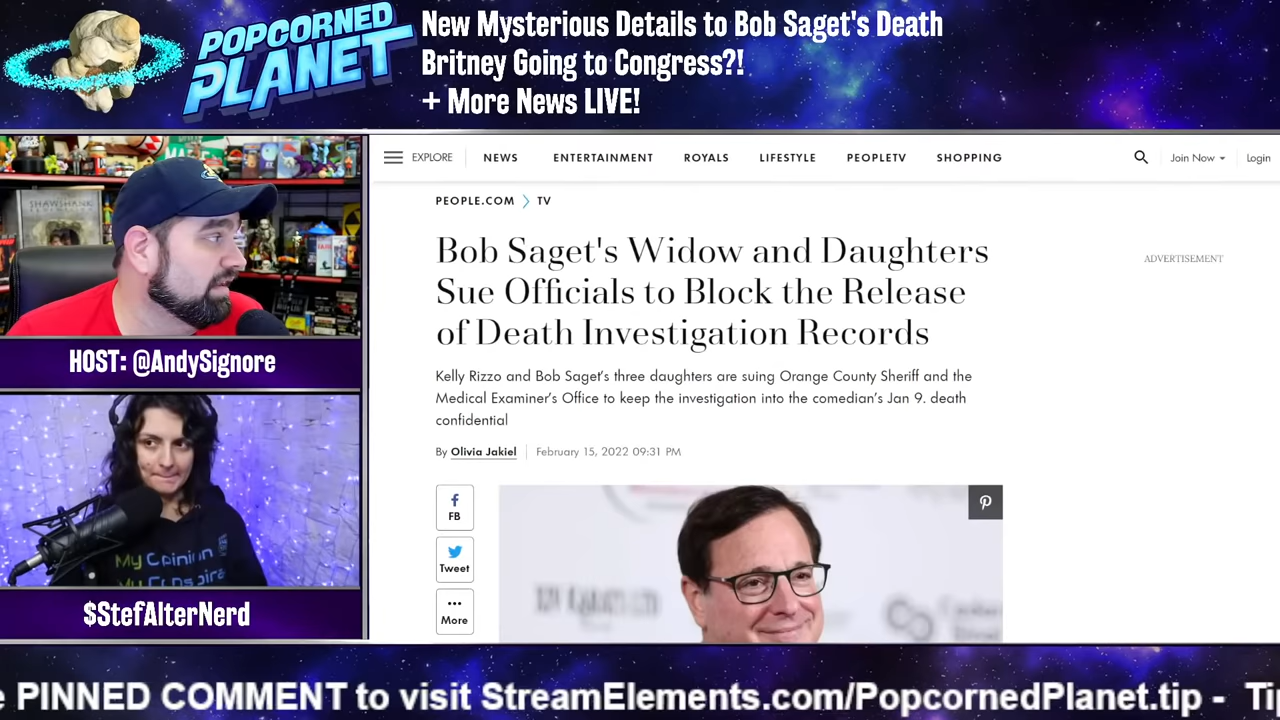 POPCORNED
PLANET
New Mysterious Details to Bob Saget's Death
Britney Going to Congress?!
+ More News LIVE!
SHAWSHANK
HOST: @AndySignore
My Opinion
$StefAlterNerd
EXPLORE
NEWS
ENTERTAINMENT
ROYALS
LIFESTYLE
PEOPLETV
SHOPPING
Join Now
Login
PEOPLE.COM > TV
Bob Saget's Widow and Daughters
Sue Officials to Block the Release
of Death Investigation Records
ADVERTISEMENT
Kelly Rizzo and Bob Saget's three daughters are suing Orange County Sheriff and the
Medical Examiner's Office to keep the investigation into the comedian's Jan 9. death
confidential
By Olivia Jakiel
February 15, 2022 09:31 PM
FB
Tweet
More
PINNED COMMENT to visit StreamElements.com/PopcornedPlanet.tip -